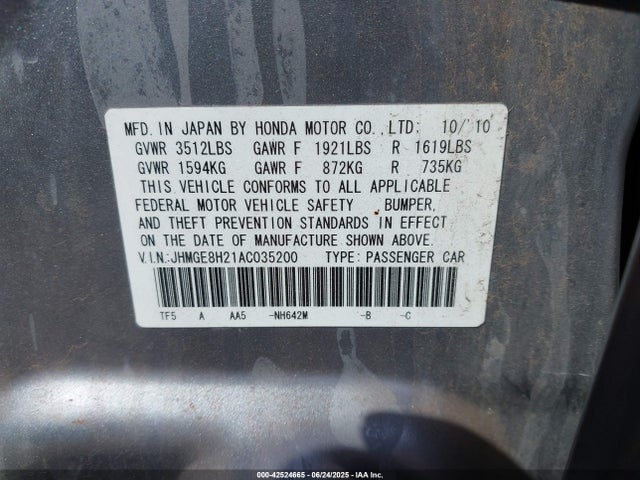 MFD. IN JAPAN BY HONDA MOTOR CO., LTD. 10/'10
GVWR 3512LBS GAWR F 1921LBS R 1619LBS
GVWR 1594KG GAWR F 872KG R 735KG
THIS VEHICLE CONFORMS TO ALL APPLICABLE
FEDERAL MOTOR VEHICLE SAFETY , BUMPER,
AND THEFT PREVENTION STANDARDS IN EFFECT
ON THE DATE OF MANUFACTURE SHOWN ABOVE.
V.I.N.:JHMGE8H21AC035200 TYPE: PASSENGER CAR
TF5 A AA5 -NH642M -B -C
000-42524665 - 06/24/2025 - IAA Inc.